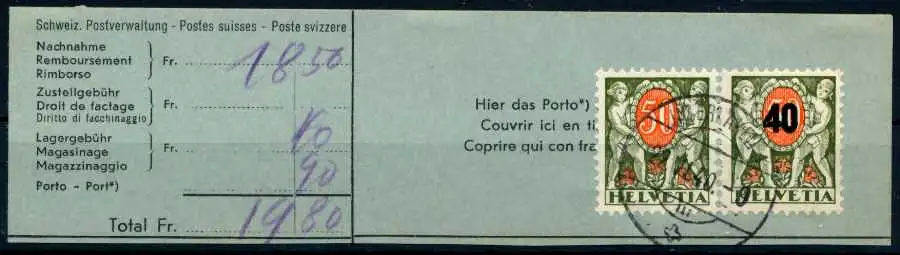 Schweiz. Postverwaltung - Postes suisses - Poste svizzere
Nachnahme
Remboursement
Rimborso
Fr. 18 50
Zustellgebühr
Droit de factage
Diritto di facchinaggio
Fr.
Lagergebühr
Magasinage
Magazzinaggio
Fr. 40
90
Porto - Port*)
Total Fr. 19 80
Hier das Porto*)
Couvrir ici en ti
Coprire qui con fra
50
HELVETIA
40
HELVETIA